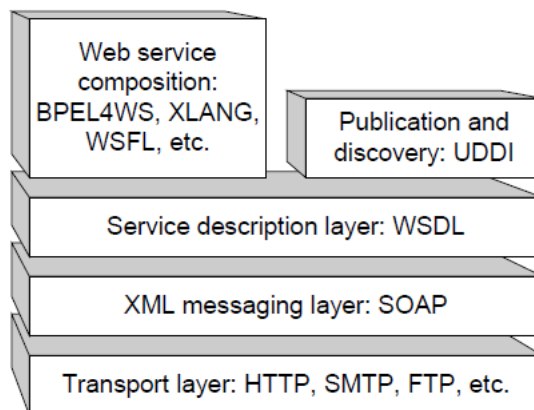 Web service
composition:
BPEL4WS, XLANG,
WSFL, etc.
Publication and
discovery: UDDI
Service description layer: WSDL
XML messaging layer: SOAP
Transport layer: HTTP, SMTP, FTP, etc.